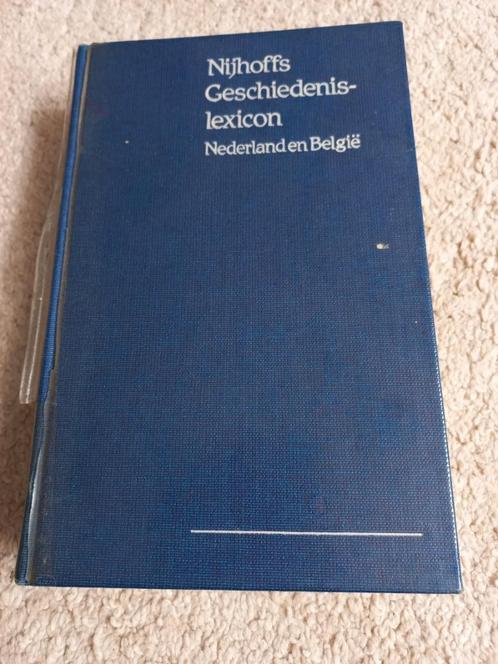 Nijhoffs
Geschiedenis-
lexicon
Nederland en België